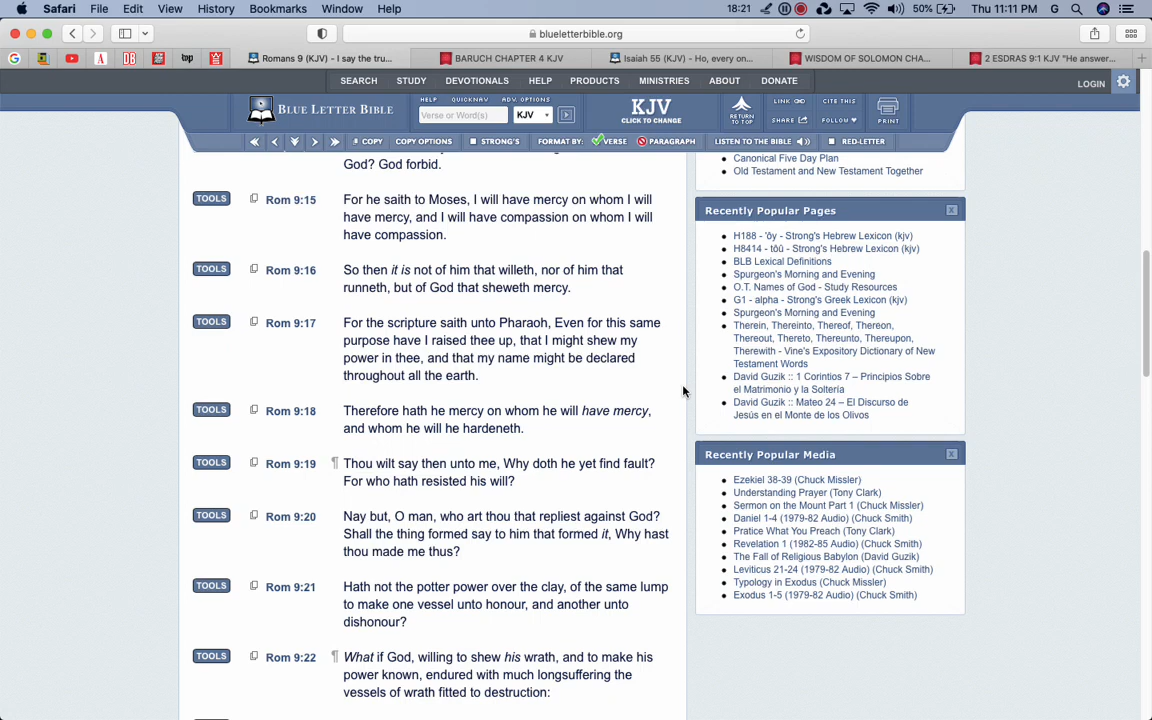 Safari File Edit View History Bookmarks Window Help 18:21 50% Thu 11:11 PM G
blueletterbible.org
Romans 9 (KJV) - I say the tru... BARUCH CHAPTER 4 KJV Isaiah 55 (KJV) - Ho, every on... WISDOM OF SOLOMON CHA... 2 ESDRAS 9:1 KJV "He answer...
SEARCH STUDY DEVOTIONALS HELP PRODUCTS MINISTRIES ABOUT DONATE LOGIN
BLUE LETTER BIBLE
HELP QUICKNAV ADV. OPTIONS
Verse or Word(s) KJV
KJV
CLICK TO CHANGE
RETURN
TO TOP
LINK CITE THIS
SHARE FOLLOW PRINT
COPY COPY OPTIONS STRONG'S FORMAT BY: VERSE PARAGRAPH LISTEN TO THE BIBLE RED-LETTER
God? God forbid.
TOOLS Rom 9:15 For he saith to Moses, I will have mercy on whom I will
have mercy, and I will have compassion on whom I will
have compassion.
TOOLS Rom 9:16 So then it is not of him that willeth, nor of him that
runneth, but of God that sheweth mercy.
TOOLS Rom 9:17 For the scripture saith unto Pharaoh, Even for this same
purpose have I raised thee up, that I might shew my
power in thee, and that my name might be declared
throughout all the earth.
TOOLS Rom 9:18 Therefore hath he mercy on whom he will have mercy,
and whom he will he hardeneth.
TOOLS Rom 9:19 ¶ Thou wilt say then unto me, Why doth he yet find fault?
For who hath resisted his will?
TOOLS Rom 9:20 Nay but, O man, who art thou that repliest against God?
Shall the thing formed say to him that formed it, Why hast
thou made me thus?
TOOLS Rom 9:21 Hath not the potter power over the clay, of the same lump
to make one vessel unto honour, and another unto
dishonour?
TOOLS Rom 9:22 ¶ What if God, willing to shew his wrath, and to make his
power known, endured with much longsuffering the
vessels of wrath fitted to destruction:
Canonical Five Day Plan
Old Testament and New Testament Together
Recently Popular Pages
H188 - 'ôy - Strong's Hebrew Lexicon (kjv)
H8414 - tôû - Strong's Hebrew Lexicon (kjv)
BLB Lexical Definitions
Spurgeon's Morning and Evening
O.T. Names of God - Study Resources
G1 - alpha - Strong's Greek Lexicon (kjv)
Spurgeon's Morning and Evening
Therein, Thereinto, Thereof, Thereon,
Thereout, Thereto, Thereunto, Thereupon,
Therewith - Vine's Expository Dictionary of New
Testament Words
David Guzik :: 1 Corintios 7 – Principios Sobre
el Matrimonio y la Soltería
David Guzik :: Mateo 24 – El Discurso de
Jesús en el Monte de los Olivos
Recently Popular Media
Ezekiel 38-39 (Chuck Missler)
Understanding Prayer (Tony Clark)
Sermon on the Mount Part 1 (Chuck Missler)
Daniel 1-4 (1979-82 Audio) (Chuck Smith)
Pratice What You Preach (Tony Clark)
Revelation 1 (1982-85 Audio) (Chuck Smith)
The Fall of Religious Babylon (David Guzik)
Leviticus 21-24 (1979-82 Audio) (Chuck Smith)
Typology in Exodus (Chuck Missler)
Exodus 1-5 (1979-82 Audio) (Chuck Smith)